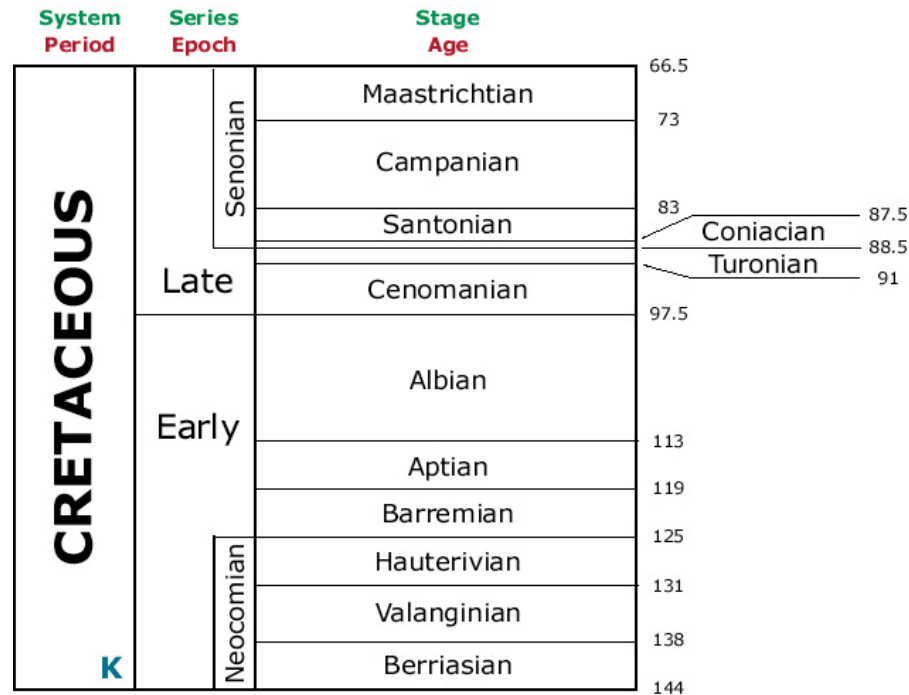 System Series Stage
Period Epoch Age
66.5
Maastrichtian
73
Campanian
Senonian
83
Santonian
87.5
Coniacian
88.5
Turonian
91
Late
Cenomanian
97.5
CRETACEOUS
Albian
Early
113
Aptian
119
Barremian
125
Hauterivian
131
Neocomian
Valanginian
138
K
Berriasian
144